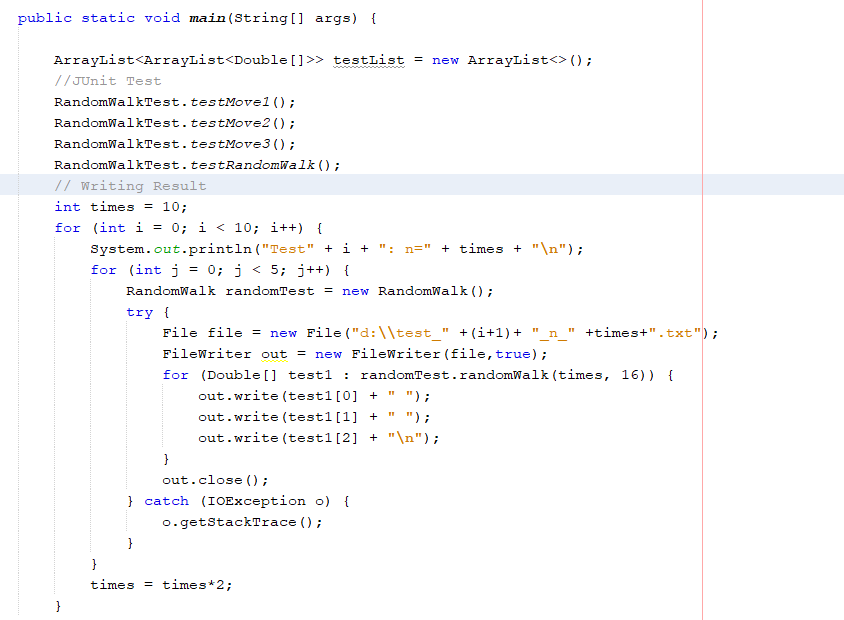 public static void main(String[] args) {
ArrayList<ArrayList<Double[]>> testList = new ArrayList<>();
//JUnit Test
RandomWalkTest.testMove1();
RandomWalkTest.testMove2();
RandomWalkTest.testMove3();
RandomWalkTest.testRandomWalk();
// Writing Result
int times = 10;
for (int i = 0; i < 10; i++) {
System.out.println("Test" + i + ": n=" + times + "\n");
for (int j = 0; j < 5; j++) {
RandomWalk randomTest = new RandomWalk();
try {
File file = new File("d:\\test_" +(i+1)+ "_n_" +times+".txt");
FileWriter out = new FileWriter(file,true);
for (Double[] test1 : randomTest.randomWalk(times, 16)) {
out.write(test1[0] + " ");
out.write(test1[1] + " ");
out.write(test1[2] + "\n");
}
out.close();
} catch (IOException o) {
o.getStackTrace();
}
}
times = times*2;
}